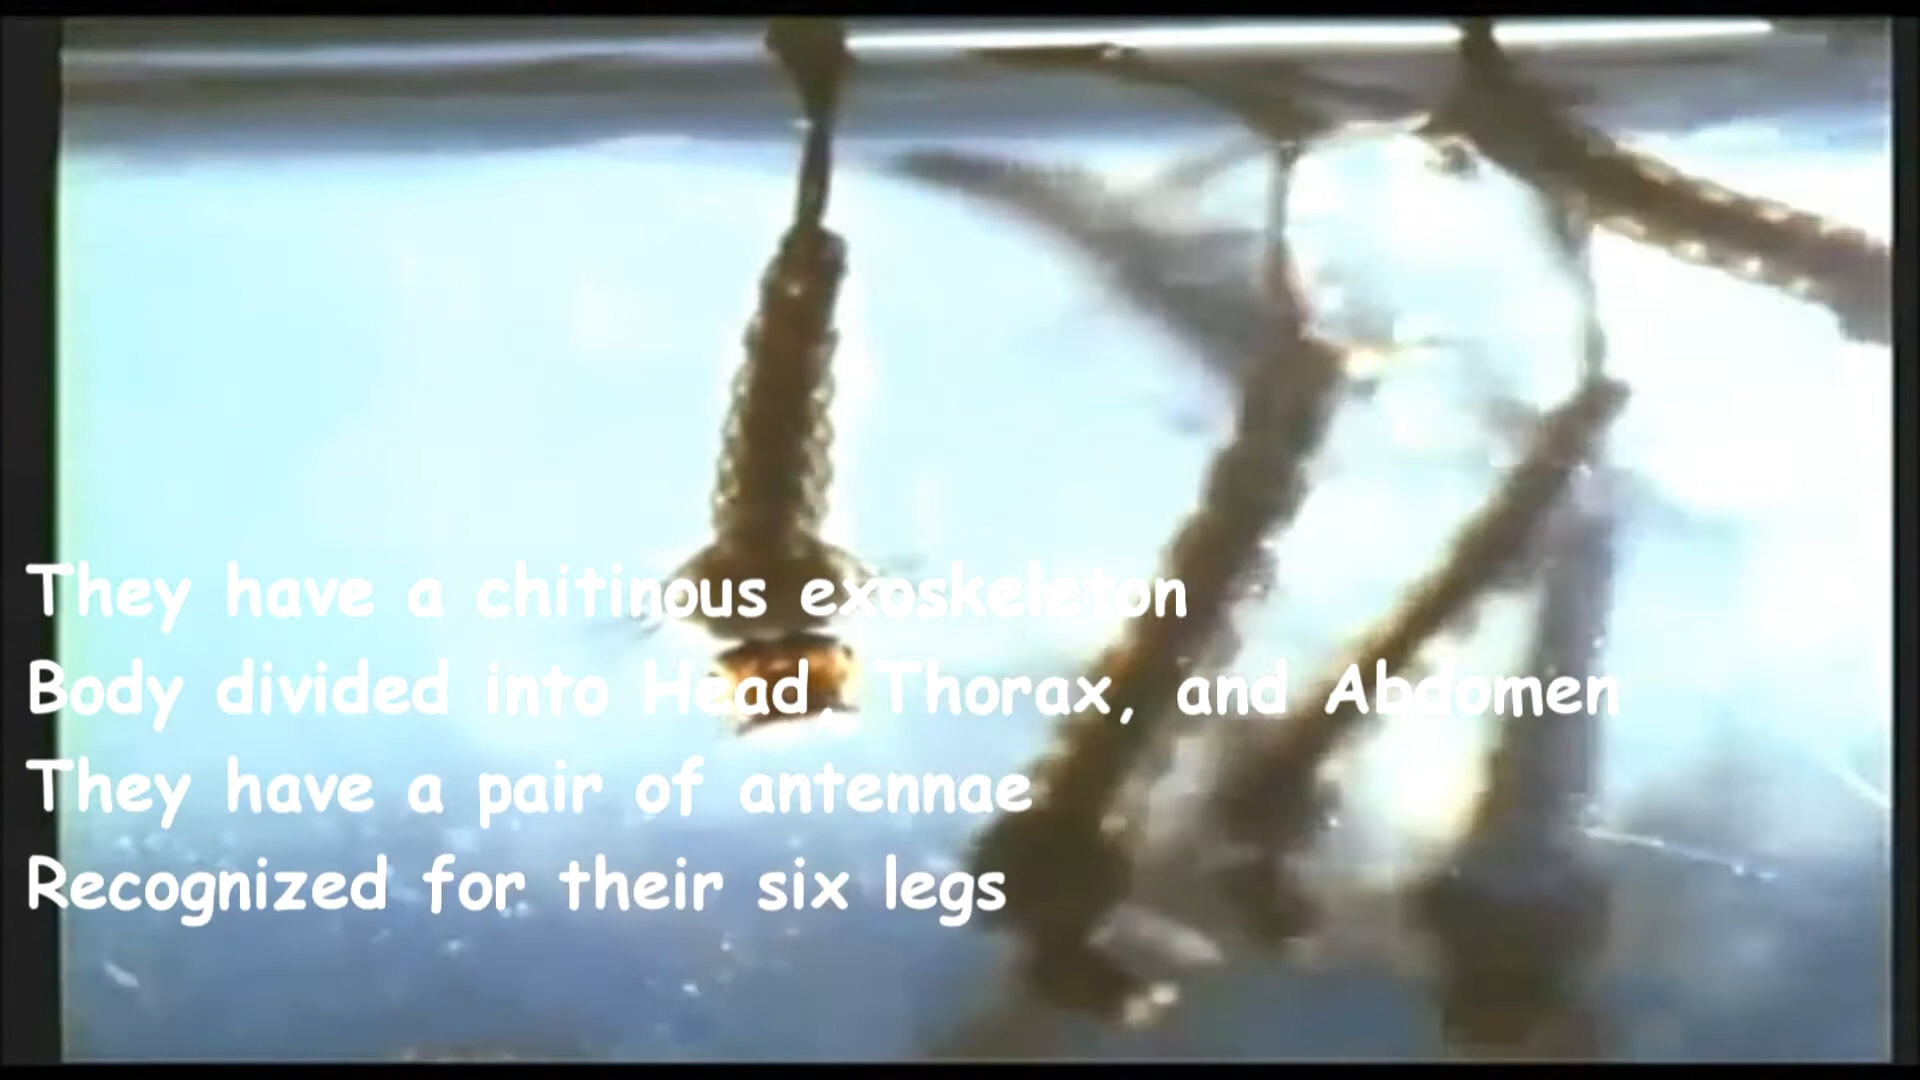 They have a chitinous exoskeleton
Body divided into Head, Thorax, and Abdomen
They have a pair of antennae
Recognized for their six legs